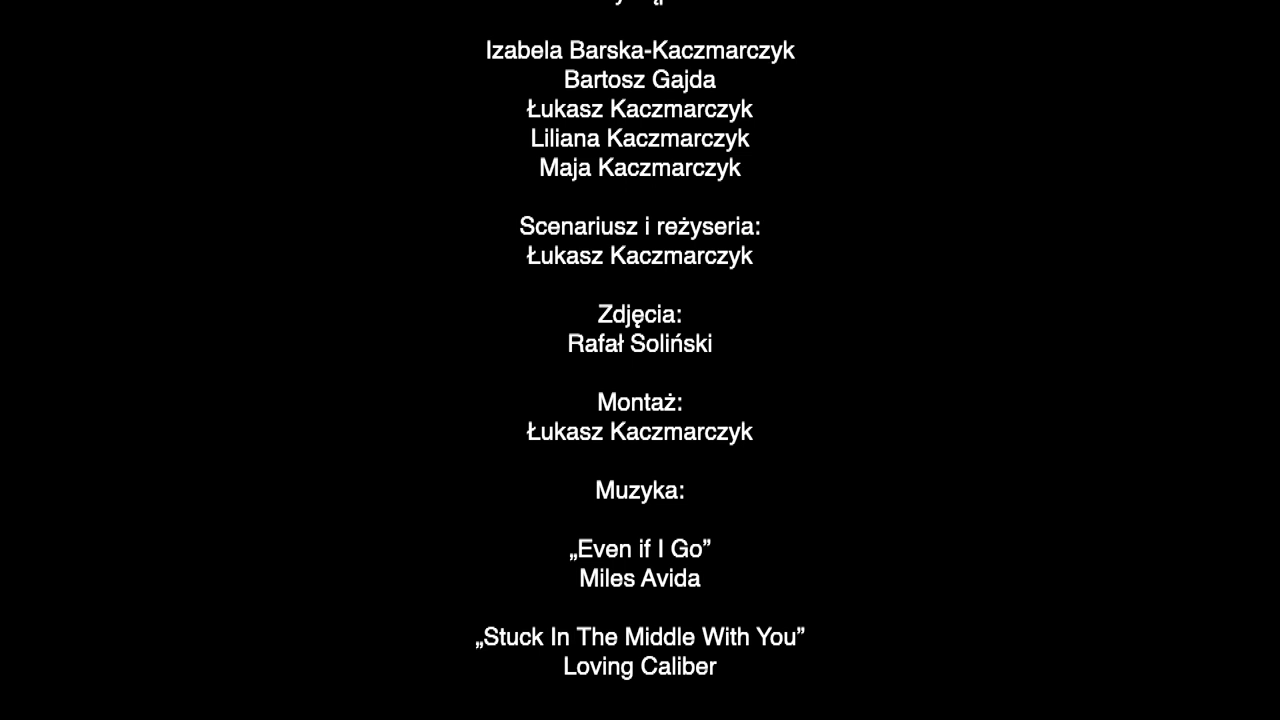 Izabela Barska-Kaczmarczyk
Bartosz Gajda
Łukasz Kaczmarczyk
Liliana Kaczmarczyk
Maja Kaczmarczyk
Scenariusz i reżyseria:
Łukasz Kaczmarczyk
Zdjęcia:
Rafał Soliński
Montaż:
Łukasz Kaczmarczyk
Muzyka:
„Even if I Go”
Miles Avida
„Stuck In The Middle With You”
Loving Caliber